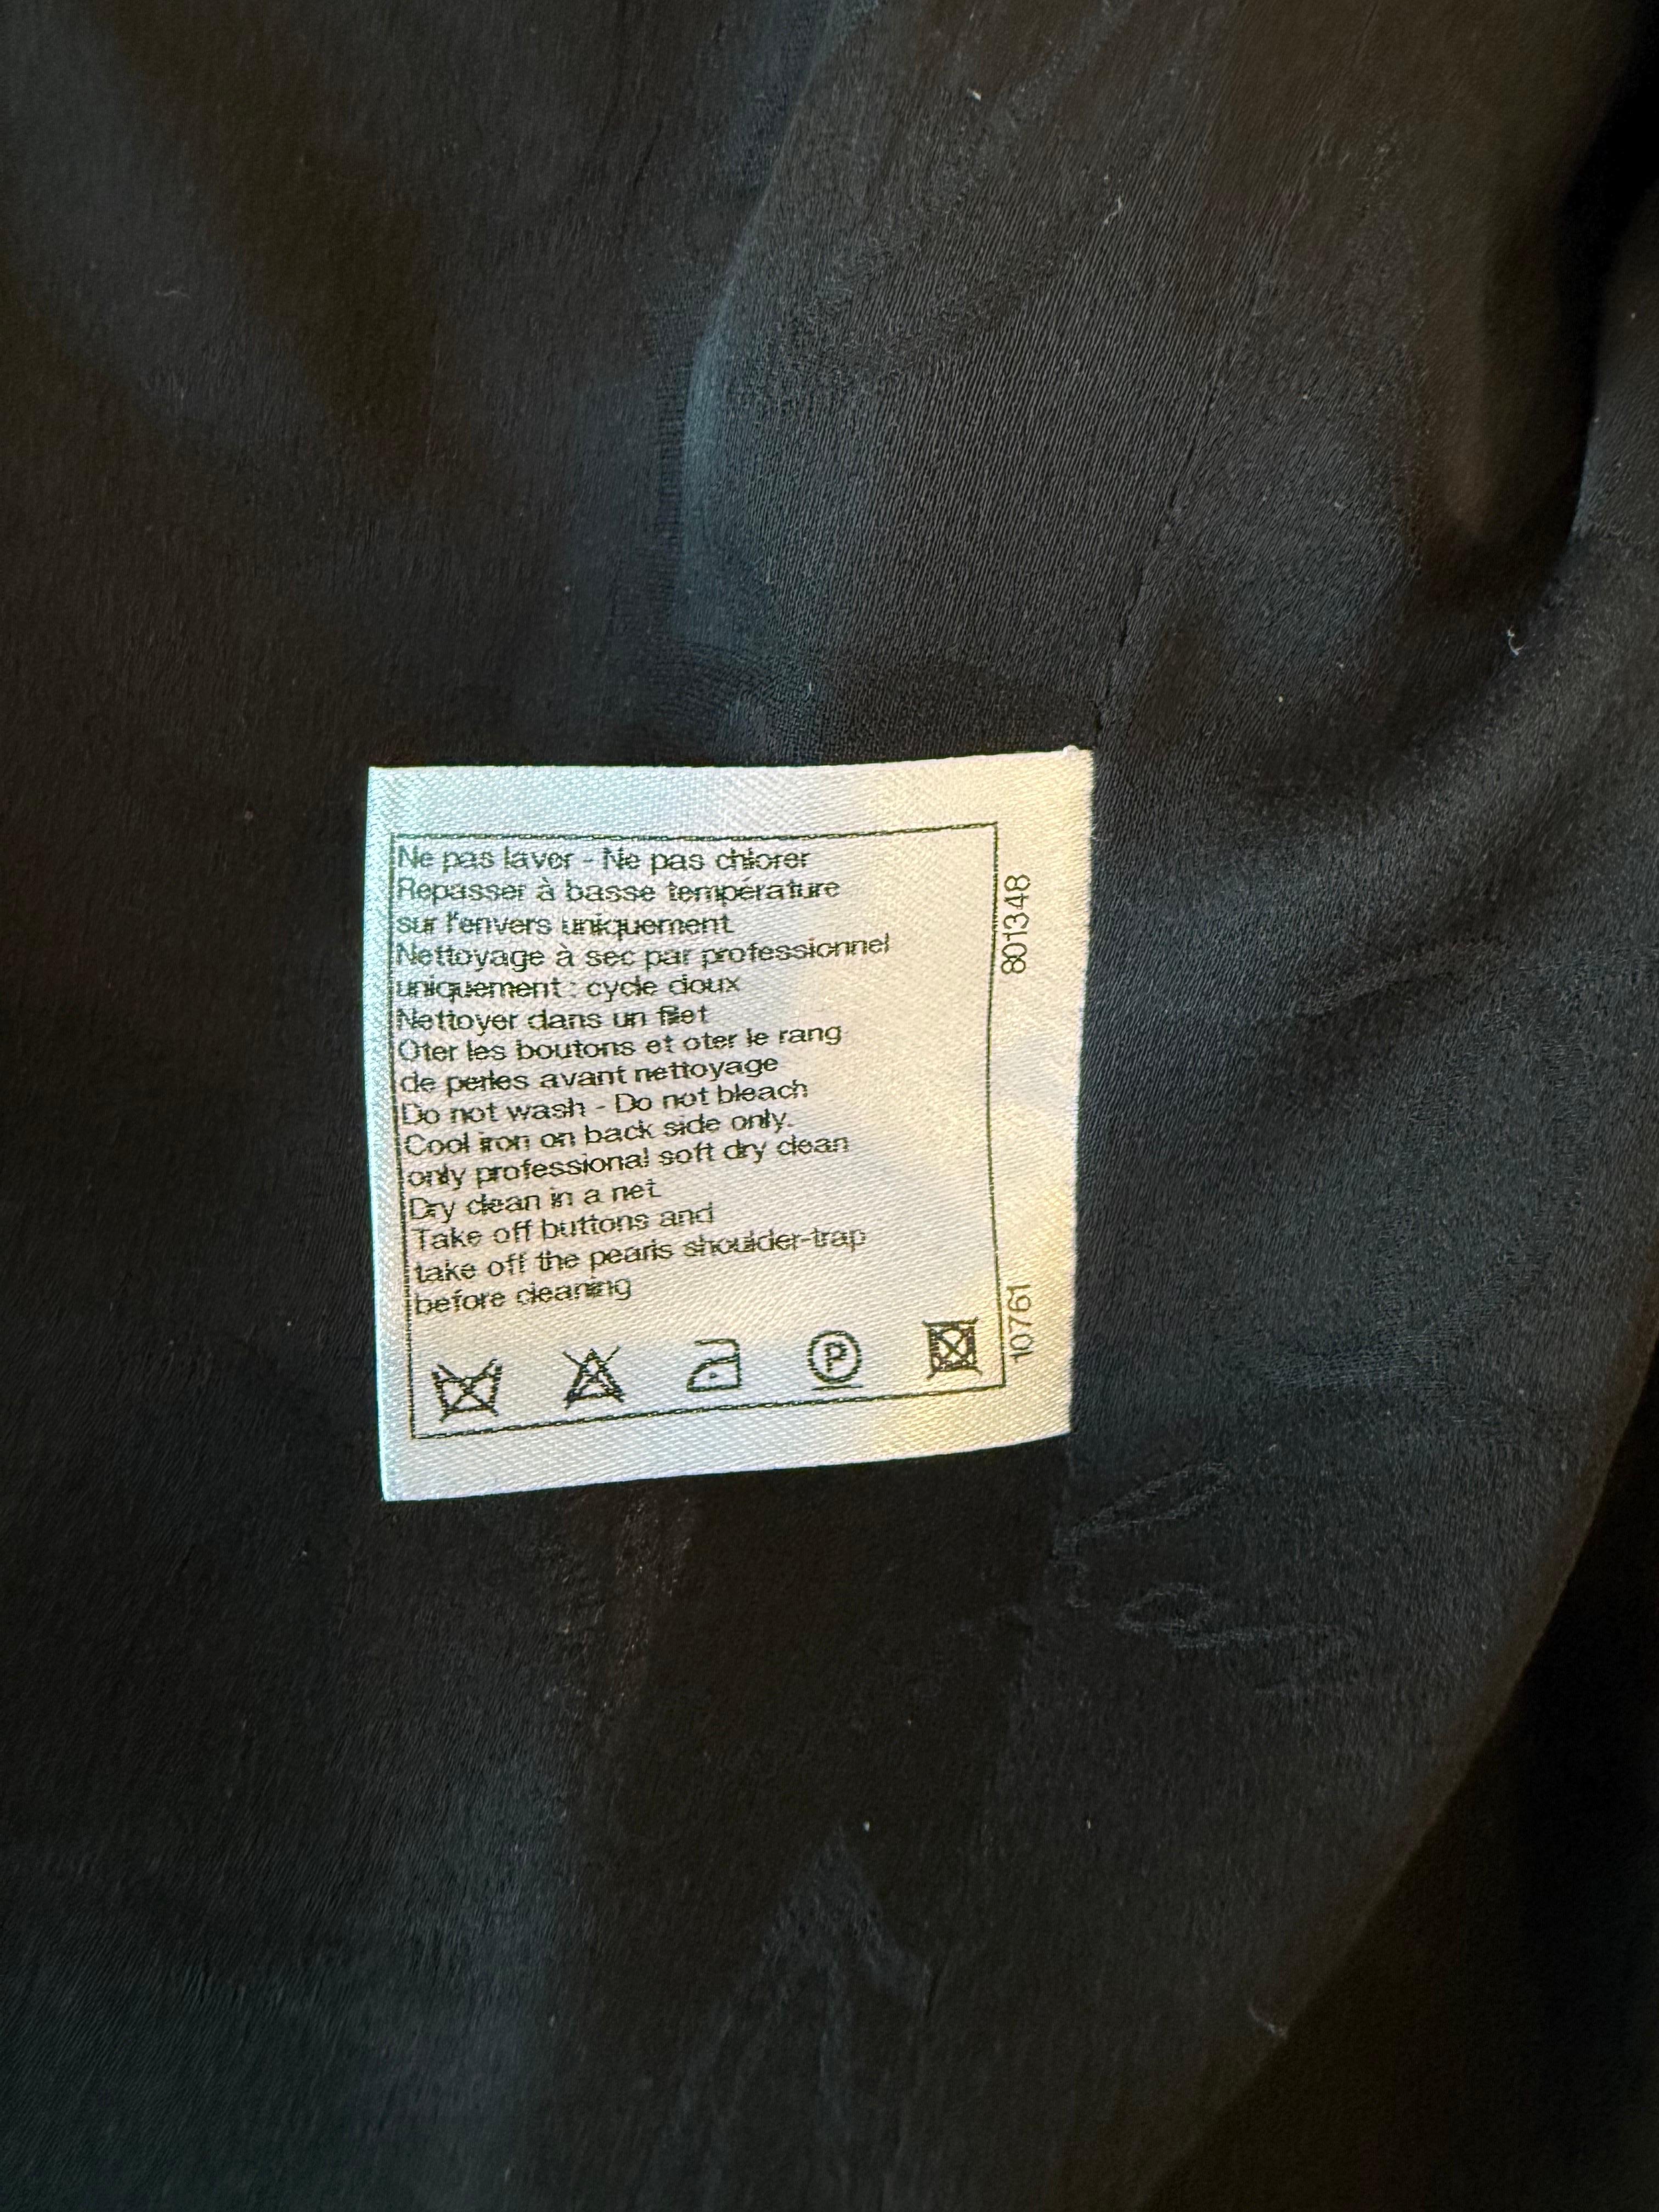 Ne pas laver - Ne pas chlorer
Repasser à basse température
sur l'envers uniquement
Nettoyage à sec par professionnel
uniquement : cycle doux
Nettoyer dans un filet
Oter les boutons et oter le rang
de perles avant nettoyage
Do not wash - Do not bleach
Cool iron on back side only.
only professional soft dry clean
Dry clean in a net
Take off buttons and
take off the pearls shoulder-trap
before cleaning
P
801348
10761